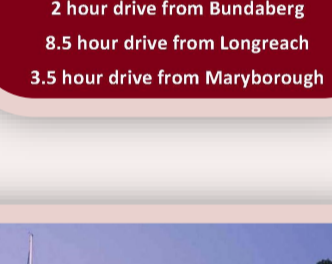 2 hour drive from Bundaberg
8.5 hour drive from Longreach
3.5 hour drive from Maryborough